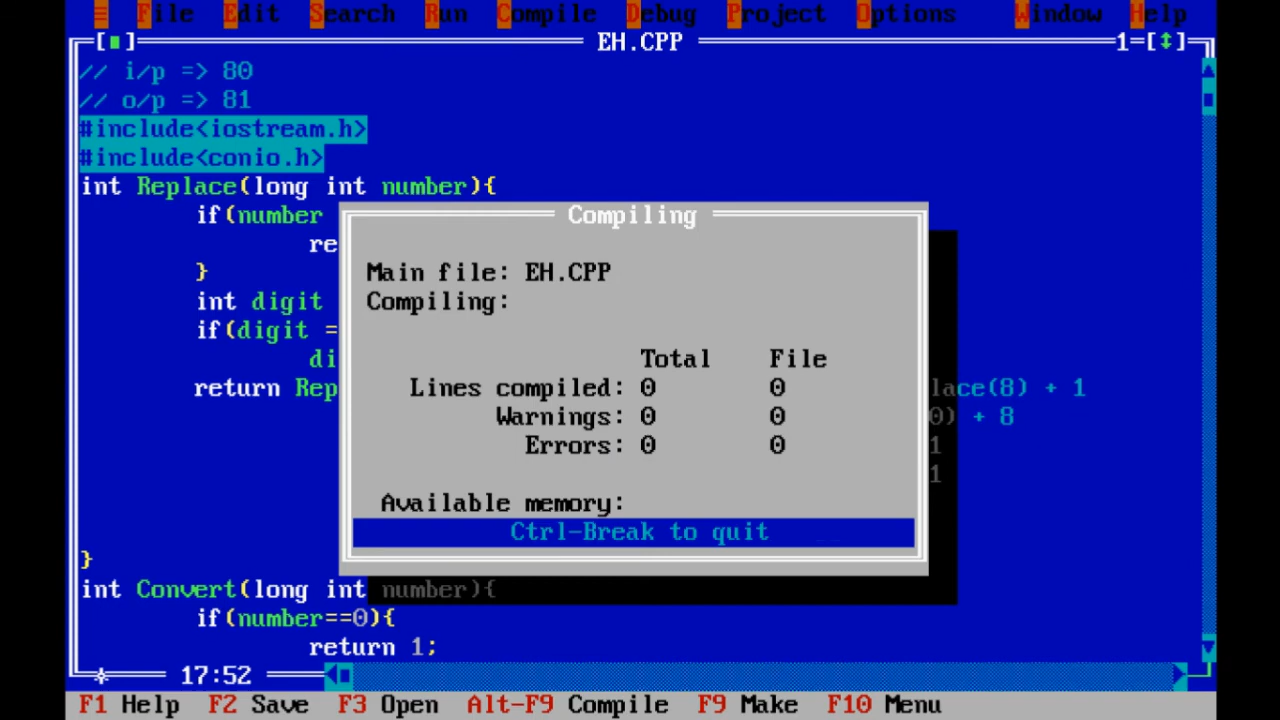 ≡ File Edit Search Run Compile Debug Project Options Window Help
[■] EH.CPP 1=[↕]
// i/p => 80
// o/p => 81
#include<iostream.h>
#include<conio.h>
int Replace(long int number){
if(number
re
}
int digit
if(digit =
di
return Rep
lace(8) + 1
0) + 8
1
1
}
int Convert(long int number){
if(number==0){
return 1;
Compiling
Main file: EH.CPP
Compiling:
Total File
Lines compiled: 0 0
Warnings: 0 0
Errors: 0 0
Available memory:
Ctrl-Break to quit
17:52
F1 Help F2 Save F3 Open Alt-F9 Compile F9 Make F10 Menu